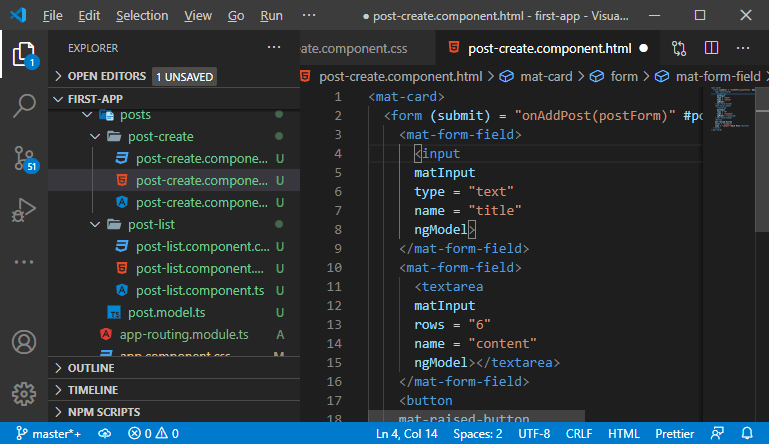 File Edit Selection View Go Run ··· ● post-create.component.html - first-app - Visua...
EXPLORER ···
OPEN EDITORS 1 UNSAVED
FIRST-APP
posts
post-create
post-create.compone... U
post-create.compone... U
post-create.compone... U
post-list
post-list.component.c... U
post-list.component.... U
post-list.component.ts U
post.model.ts U
app-routing.module.ts A
app.component.css M
OUTLINE
TIMELINE
NPM SCRIPTS
1
51
eate.component.css post-create.component.html ● ···
post-create.component.html > mat-card > form > mat-form-field >
1 <mat-card>
2 <form (submit) = "onAddPost(postForm)" #po
3 <mat-form-field>
4 <input
5 matInput
6 type = "text"
7 name = "title"
8 ngModel>
9 </mat-form-field>
10 <mat-form-field>
11 <textarea
12 matInput
13 rows = "6"
14 name = "content"
15 ngModel></textarea>
16 </mat-form-field>
17 <button
18 mat-raised-button
master*+ 0 0 Ln 4, Col 14 Spaces: 2 UTF-8 CRLF HTML Prettier